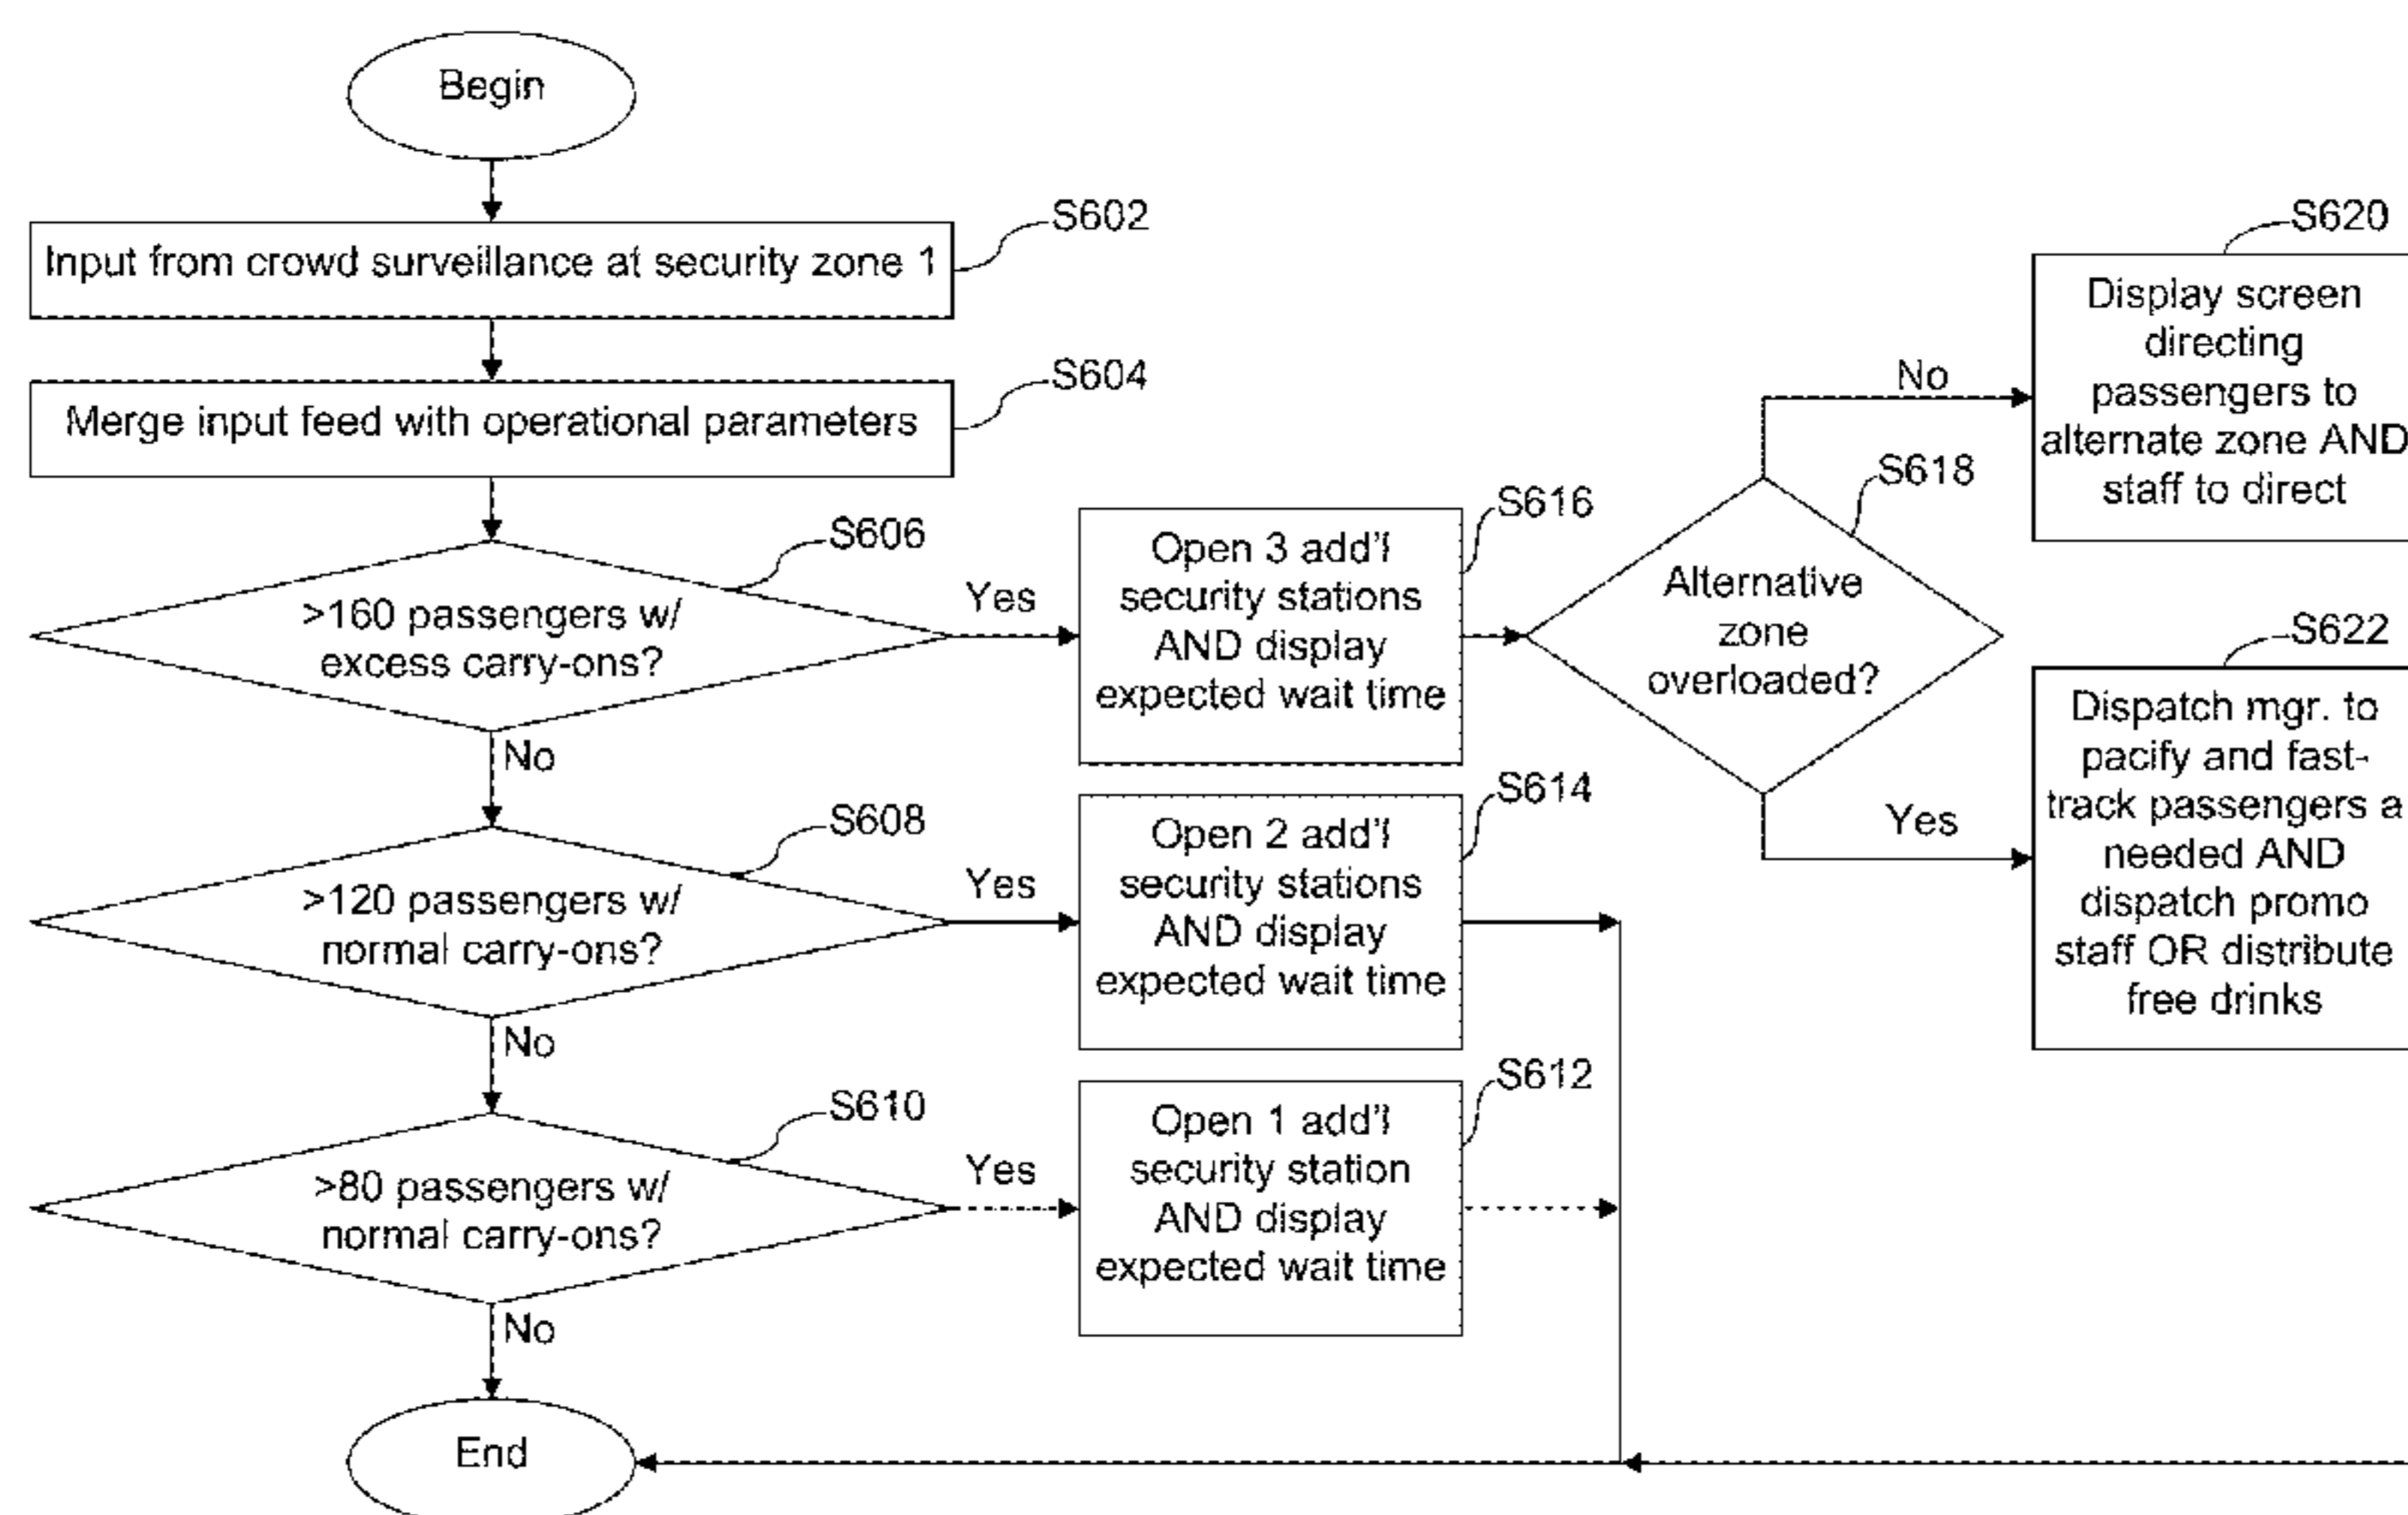 Begin
S602
Input from crowd surveillance at security zone 1
S604
Merge input feed with operational parameters
S606
>160 passengers w/
excess carry-ons?
Yes
No
S616
Open 3 add'l
security stations
AND display
expected wait time
S618
Alternative
zone
overloaded?
No
Yes
S620
Display screen
directing
passengers to
alternate zone AND
staff to direct
S622
Dispatch mgr. to
pacify and fast-
track passengers a
needed AND
dispatch promo
staff OR distribute
free drinks
S608
>120 passengers w/
normal carry-ons?
Yes
No
S614
Open 2 add'l
security stations
AND display
expected wait time
S610
>80 passengers w/
normal carry-ons?
Yes
No
S612
Open 1 add'l
security station
AND display
expected wait time
End